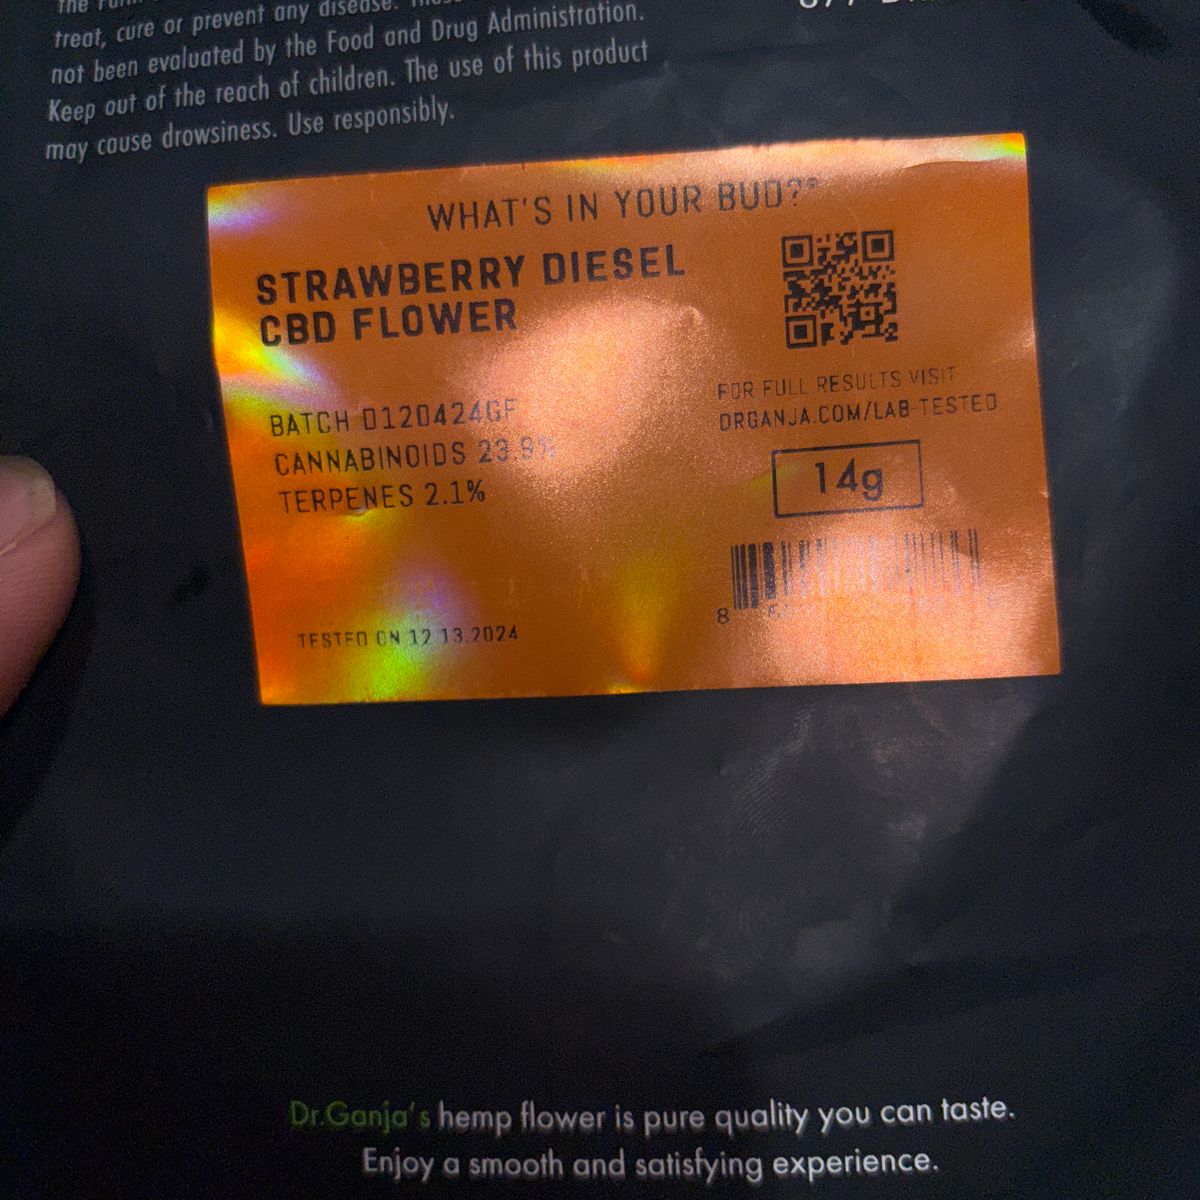 treat, cure or prevent any disease.
not been evaluated by the Food and Drug Administration.
Keep out of the reach of children. The use of this product
may cause drowsiness. Use responsibly.
WHAT'S IN YOUR BUD?®
STRAWBERRY DIESEL
CBD FLOWER
BATCH D120424GF
CANNABINOIDS 23.9%
TERPENES 2.1%
TESTED ON 12.13.2024
FOR FULL RESULTS VISIT
DRGANJA.COM/LAB-TESTED
14g
8
Dr.Ganja's hemp flower is pure quality you can taste.
Enjoy a smooth and satisfying experience.